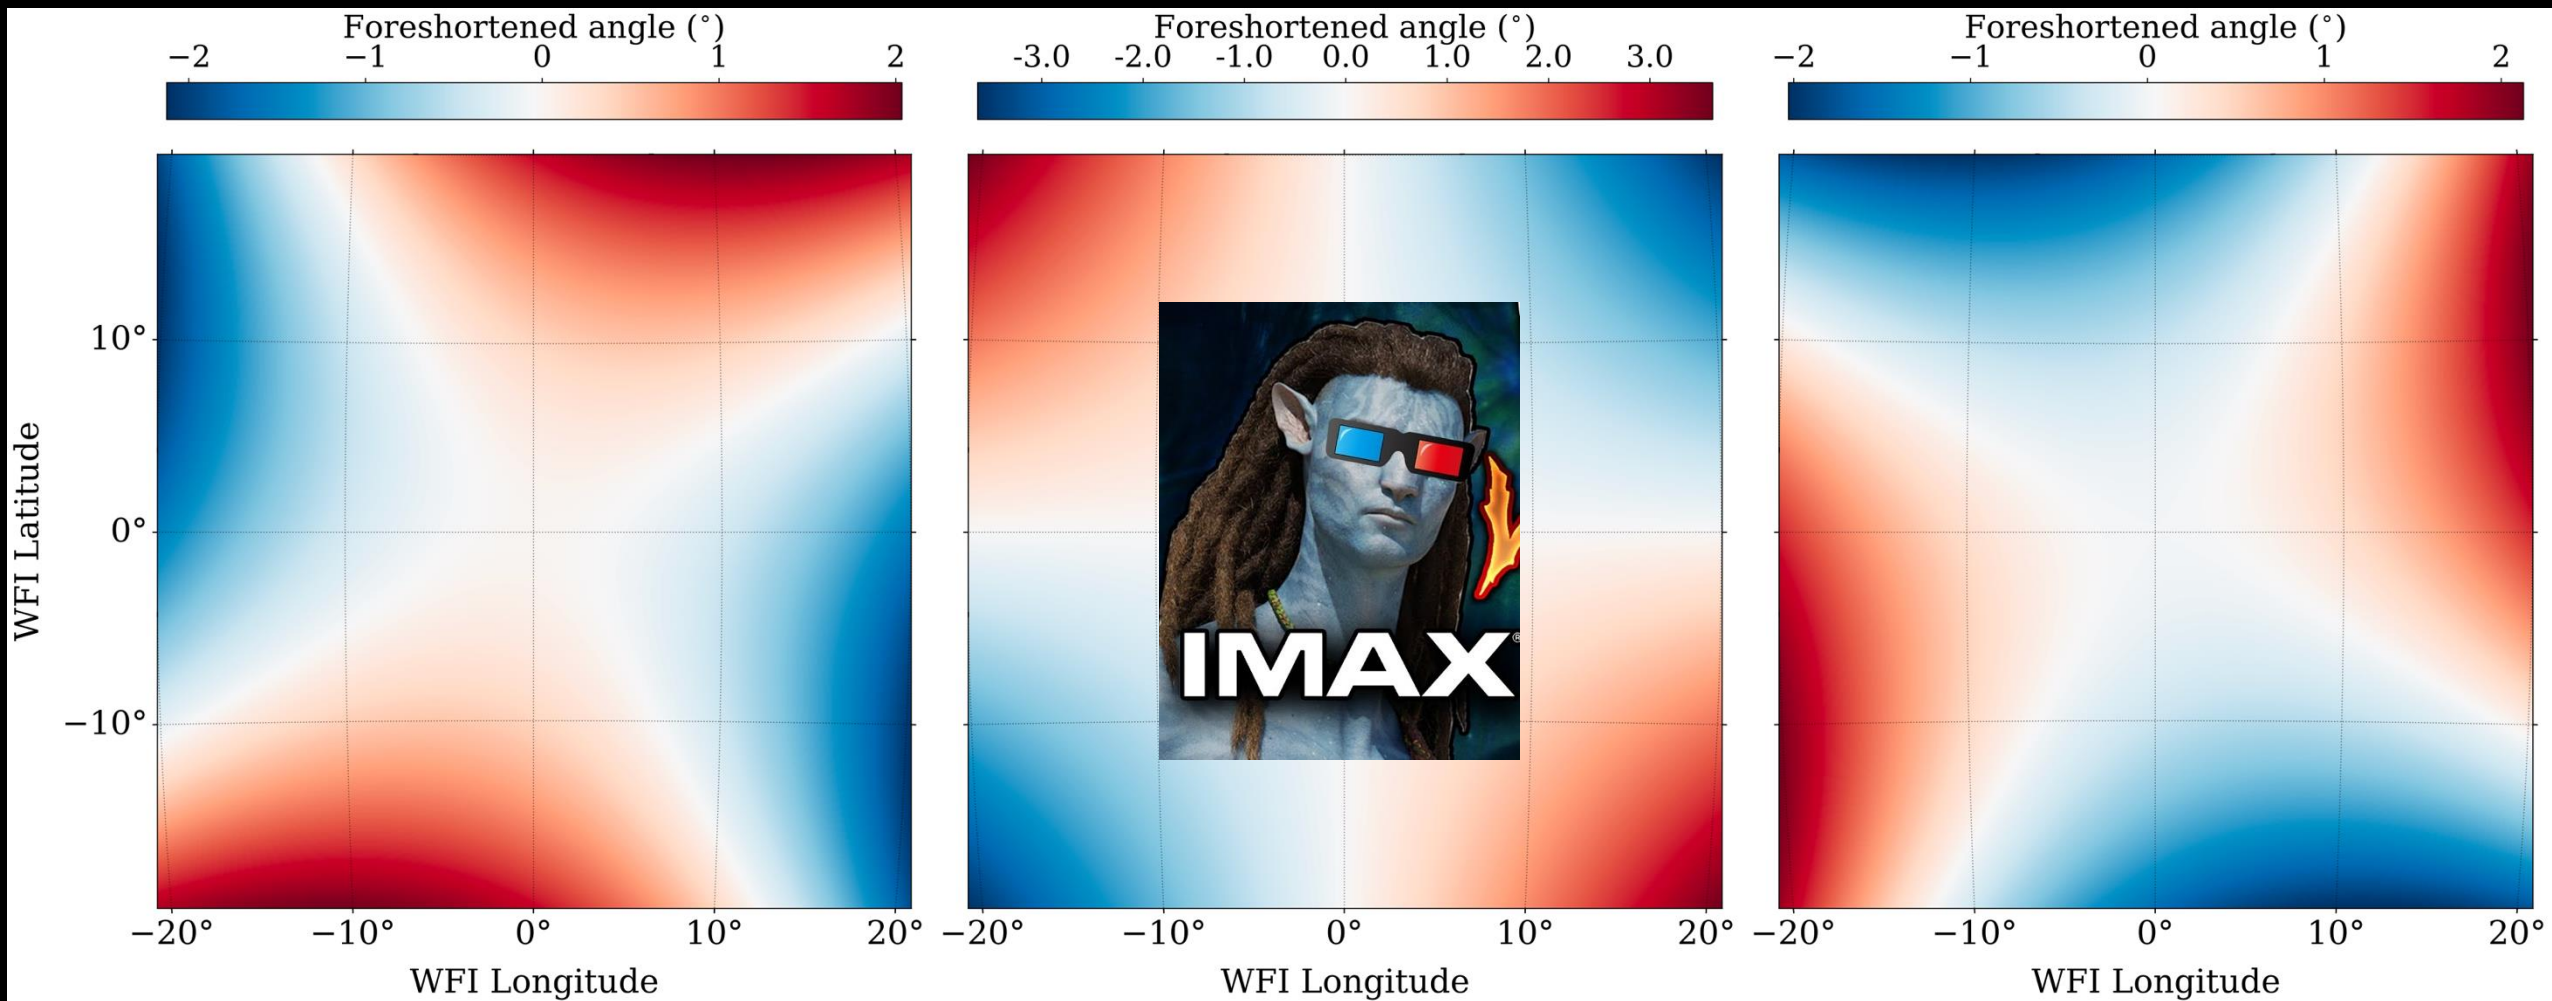 Foreshortened angle (°)
−2 −1 0 1 2
Foreshortened angle (°)
-3.0 -2.0 -1.0 0.0 1.0 2.0 3.0
Foreshortened angle (°)
−2 −1 0 1 2
WFI Latitude
10°
0°
−10°
IMAX®
−20° −10° 0° 10° 20°
−20° −10° 0° 10° 20°
−20° −10° 0° 10° 20°
WFI Longitude
WFI Longitude
WFI Longitude